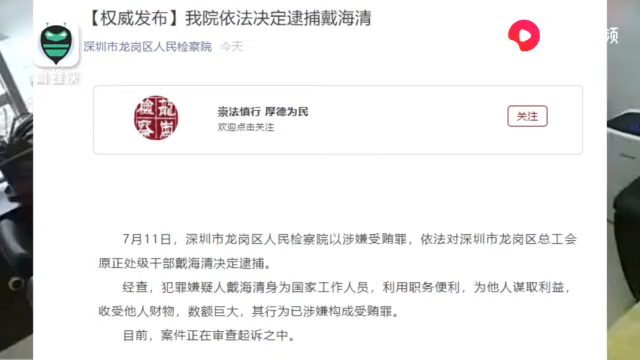 【权威发布】我院依法决定逮捕戴海清
深圳市龙岗区人民检察院 今天
青蜂侠
频
龙岗检察
崇法慎行 厚德为民
欢迎点击关注
关注
7月11日，深圳市龙岗区人民检察院以涉嫌受贿罪，依法对深圳市龙岗区总工会
原正处级干部戴海清决定逮捕。
经查，犯罪嫌疑人戴海清身为国家工作人员，利用职务便利，为他人谋取利益，
收受他人财物，数额巨大，其行为已涉嫌构成受贿罪。
目前，案件正在审查起诉之中。